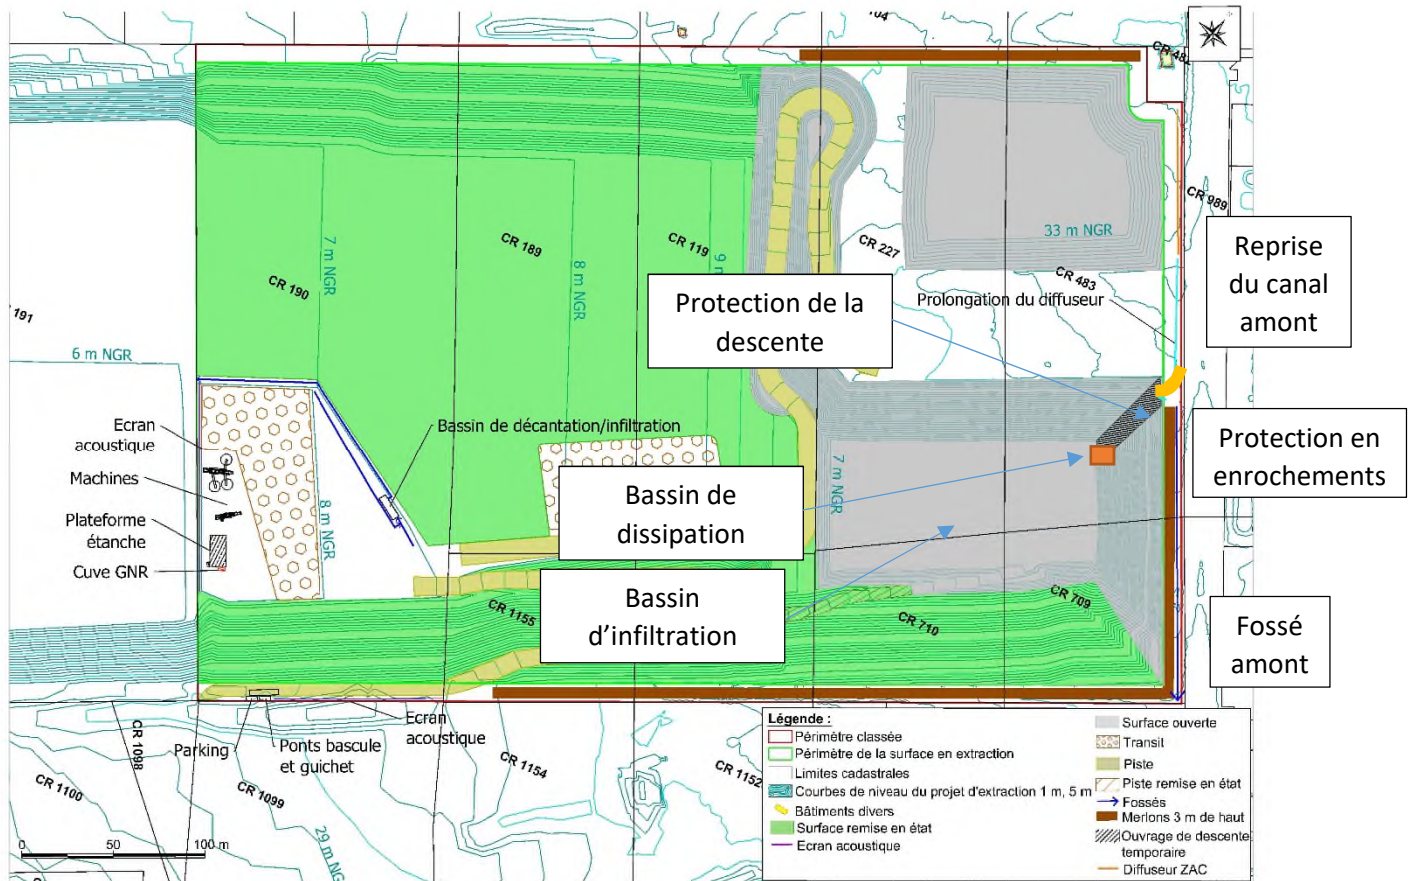 104
CR 482
CR 989
33 m NGR
CR 227
CR 483
Prolongation du diffuseur
Reprise
du canal
amont
7 m NGR
CR 189
CR 119
CR 190
8 m NGR
9 m
191
6 m NGR
Protection de la
descente
Ecran
acoustique
Machines
Plateforme
étanche
Cuve GNR
8 m NGR
Bassin de décantation/infiltration
Bassin de
dissipation
7 m NGR
Protection en
enrochements
Bassin
d'infiltration
CR 1155
CR 710
CR 709
Fossé
amont
Parking
Ponts bascule
et guichet
Ecran
acoustique
CR 1098
CR 1100
CR 1099
CR 1154
CR 1152
29 m NGR
0 50 100 m
Légende :
Périmètre classée
Périmètre de la surface en extraction
Limites cadastrales
Courbes de niveau du projet d'extraction 1 m, 5 m
Bâtiments divers
Surface remise en état
Ecran acoustique
Surface ouverte
Transit
Piste
Piste remise en état
Fossés
Merlons 3 m de haut
Ouvrage de descente
temporaire
Diffuseur ZAC